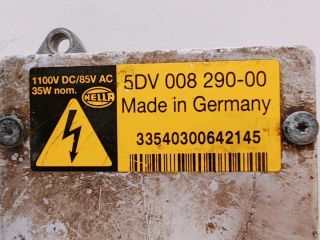 1100V DC/85V AC
35W nom.
HELLA
5DV 008 290-00
Made in Germany
33540300642145